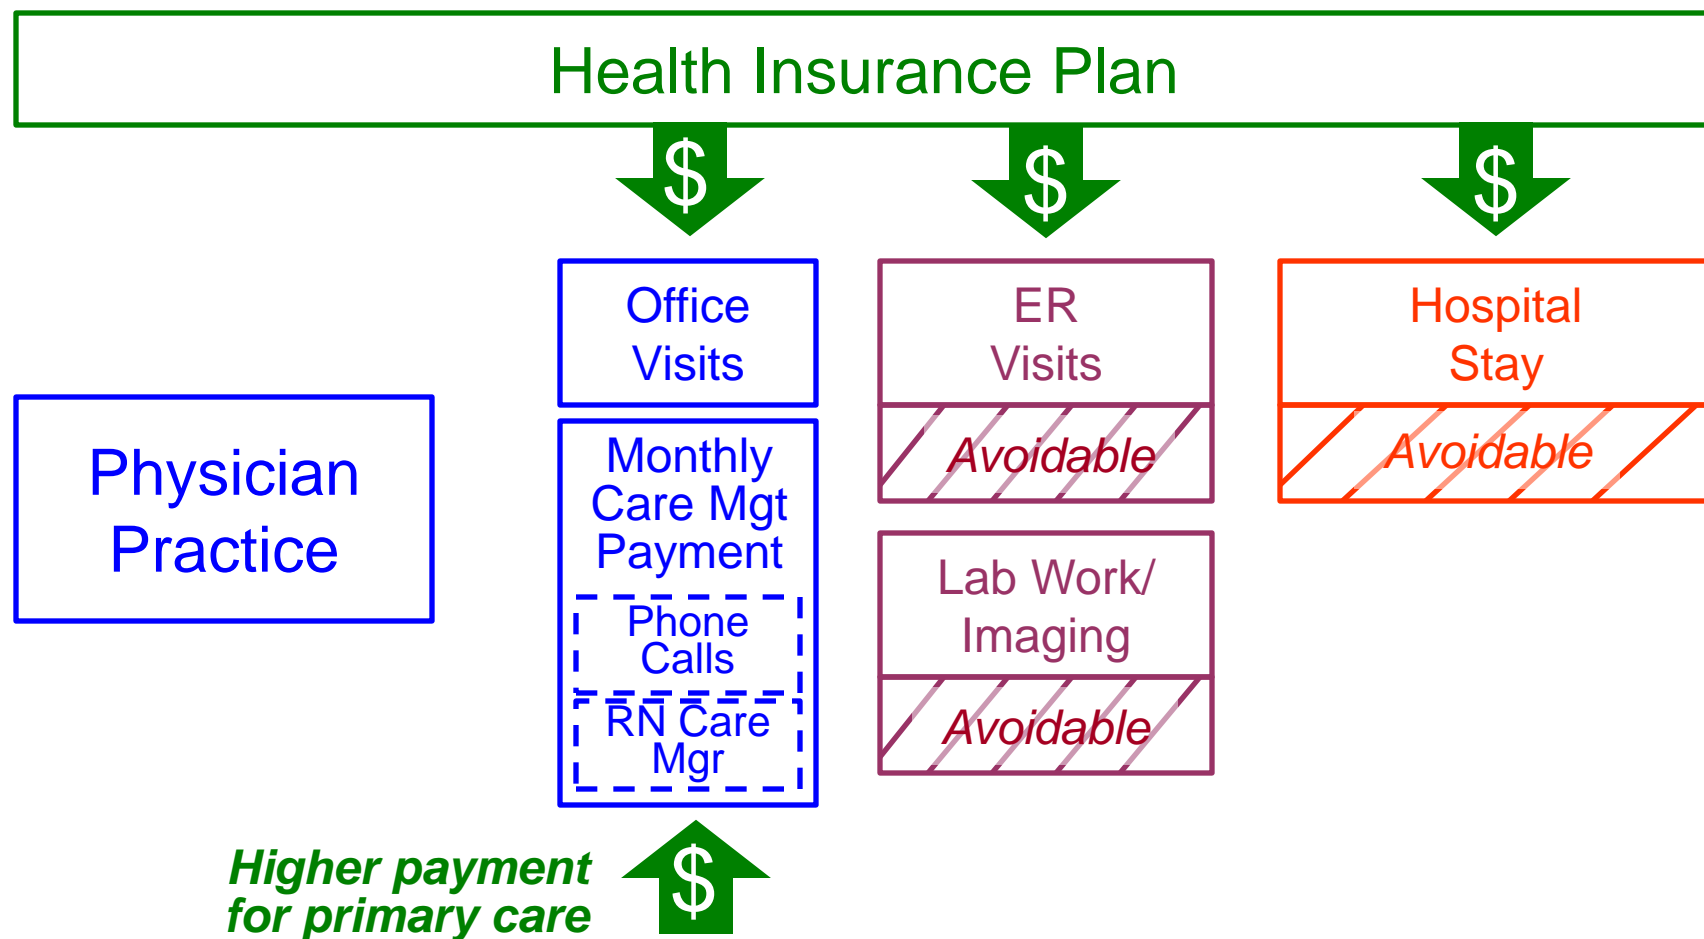 Health Insurance Plan
$
$
$
Physician
Practice
Office
Visits
Monthly
Care Mgt
Payment
Phone
Calls
RN Care
Mgr
ER
Visits
Avoidable
Lab Work/
Imaging
Avoidable
Hospital
Stay
Avoidable
Higher payment
for primary care
$